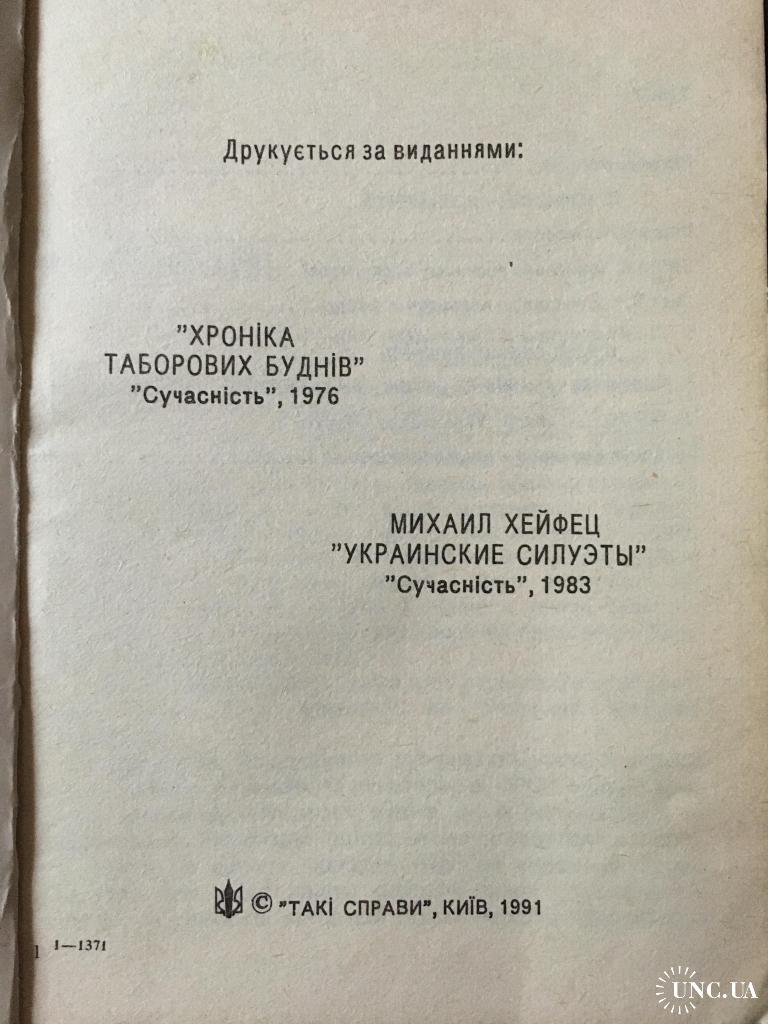 Друкується за виданнями:
"ХРОНІКА
ТАБОРОВИХ БУДНІВ"
"Сучасність", 1976
МИХАИЛ ХЕЙФЕЦ
"УКРАИНСКИЕ СИЛУЭТЫ"
"Сучасність", 1983
© "ТАКІ СПРАВИ", КИЇВ, 1991
1 1—1371
UNC.UA